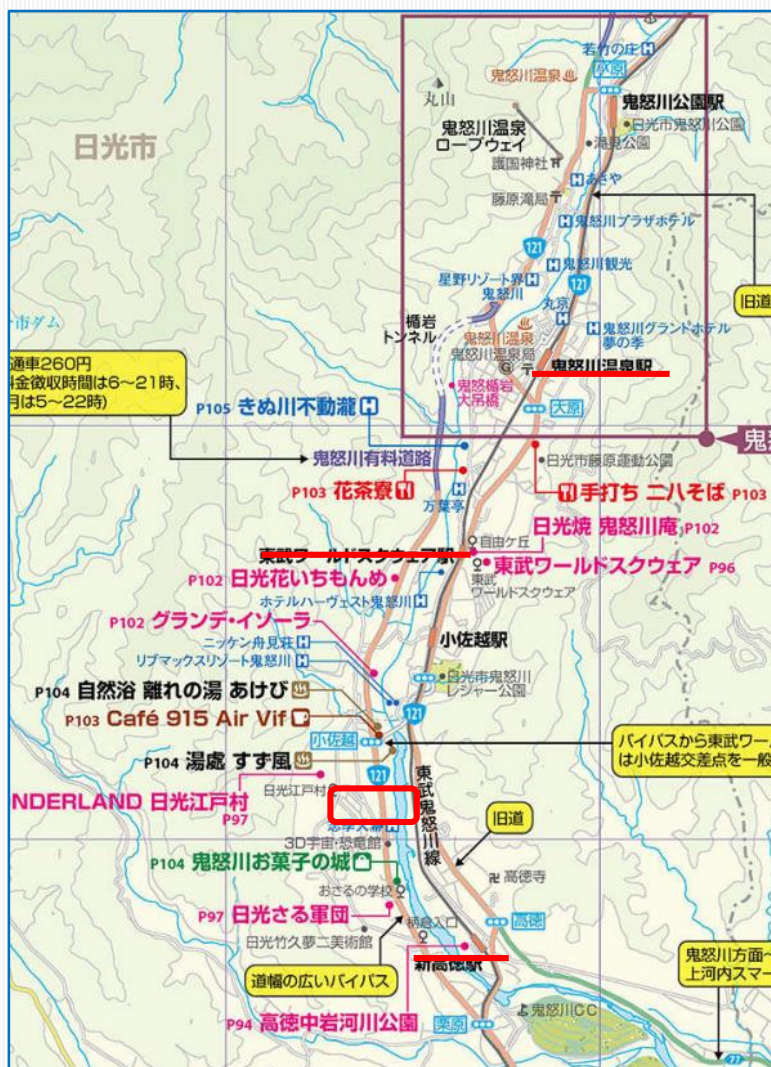 若竹の庄
鬼怒川温泉
鬼怒川公園駅
丸山
日光市鬼怒川公園
鬼怒川温泉
ロープウェイ
滝見公園
日光市
護国神社
あさや
藤原滝局
鬼怒川プラザホテル
121
鬼怒川観光
星野リゾート界
鬼怒川
121
旧道
丸京
市ダム
楯岩
トンネル
鬼怒川グランドホテル
夢の季
鬼怒川温泉
鬼怒川温泉局
鬼怒川温泉駅
通車260円
金徴収時間は6〜21時、
月は5〜22時)
鬼怒楯岩
大吊橋
大原
P105 きぬ川不動瀧
鬼怒川有料道路
日光市藤原運動公園
P103 花茶寮
手打ち 二八そば P103
万葉亭
自由ケ丘
日光焼 鬼怒川庵 P102
東武ワールドスクウェア駅
東武ワールドスクウェア P96
P102 日光花いちもんめ
東武
ワールドスクウェア
ホテルハーヴェスト鬼怒川
P102 グランデ・イゾーラ
小佐越駅
ニッケン舟見荘
リブマックスリゾート鬼怒川
日光市鬼怒川
レジャー公園
P104 自然浴 離れの湯 あけび
P103 Café 915 Air Vif
121
小佐越
バイパスから東武ワー
は小佐越交差点を一般
P104 湯處 すず風
121
NDERLAND 日光江戸村
P97
日光江戸村
東武鬼怒川線
旧道
3D宇宙・恐竜館
P104 鬼怒川お菓子の城
高徳寺
おさるの学校
P97 日光さる軍団
柄倉入口
高徳
日光竹久夢二美術館
新高徳駅
道幅の広いバイパス
鬼怒川方面〜
上河内スマー
P94 高徳中岩河川公園
栗原
鬼怒川CC
77